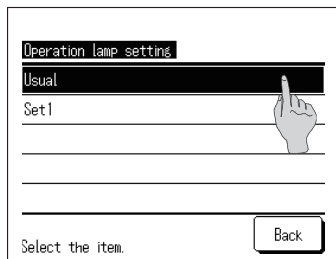 Operation lamp setting
Usual
Set1
Select the item.
Back